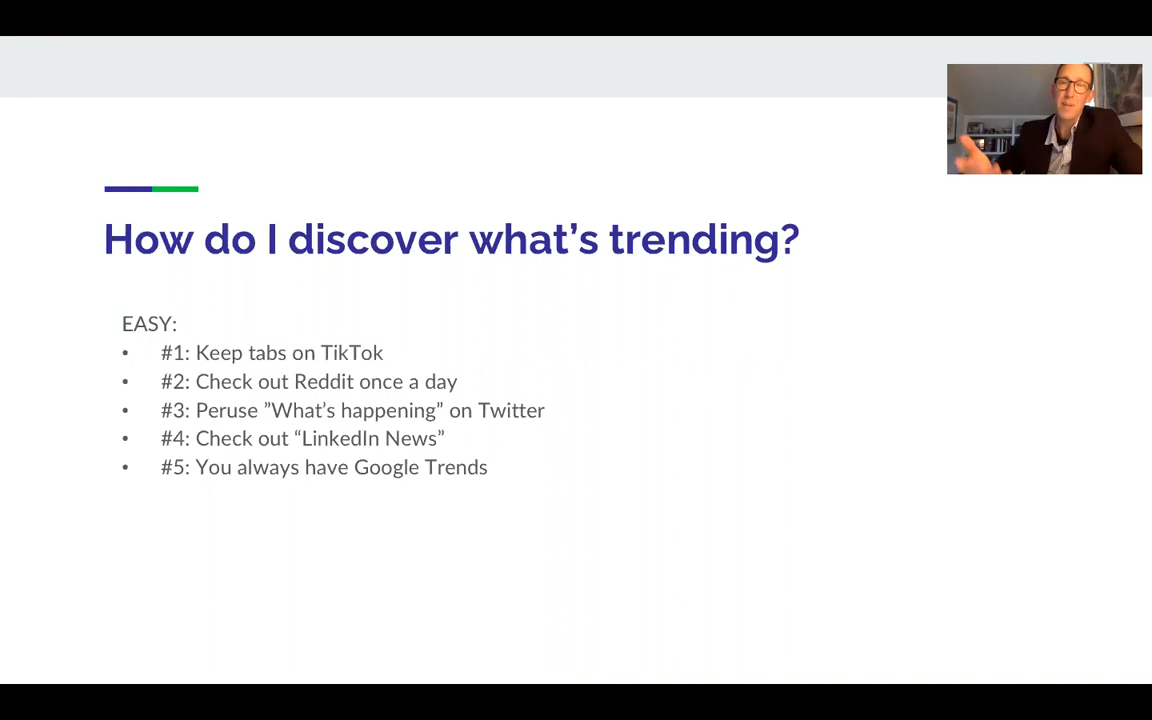 How do I discover what’s trending?
EASY:
• #1: Keep tabs on TikTok
• #2: Check out Reddit once a day
• #3: Peruse ”What’s happening” on Twitter
• #4: Check out “LinkedIn News”
• #5: You always have Google Trends